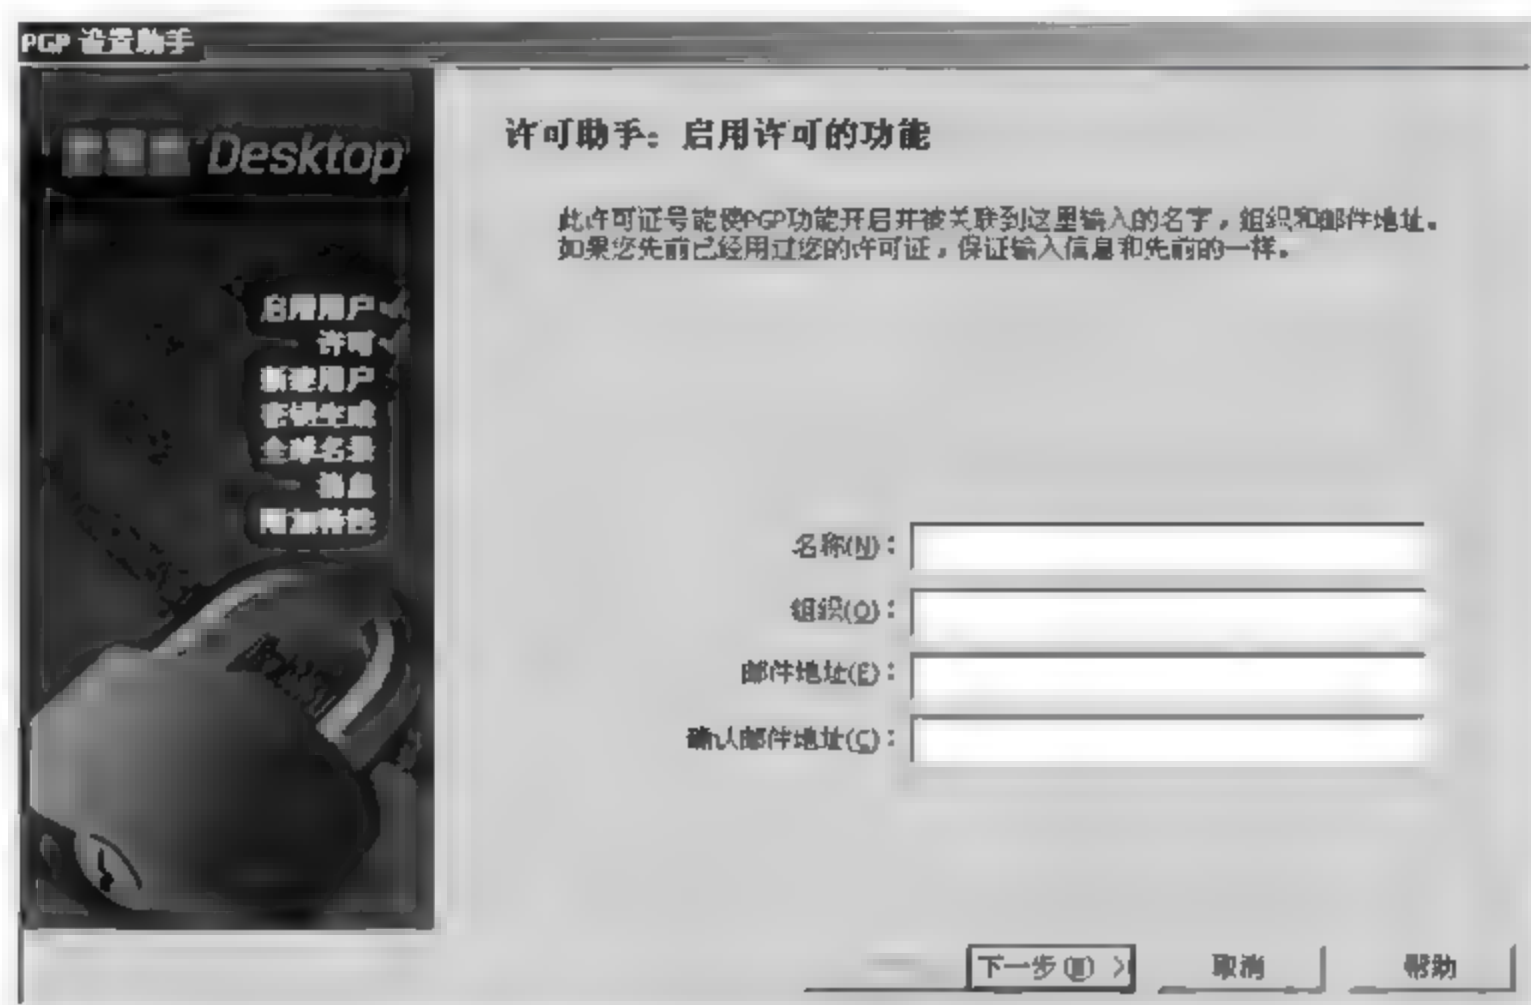 PGP 设置助手
Desktop
许可助手：启用许可的功能
此许可证号能使PGP功能开启并被关联到这里输入的名字，组织和邮件地址。
如果您先前已经用过您的许可证，保证输入信息和先前的一样。
启用用户
许可
新建用户
密钥生成
全球名录
消息
附加特性
名称(N)：
组织(O)：
邮件地址(E)：
确认邮件地址(C)：
下一步(N) >
取消
帮助